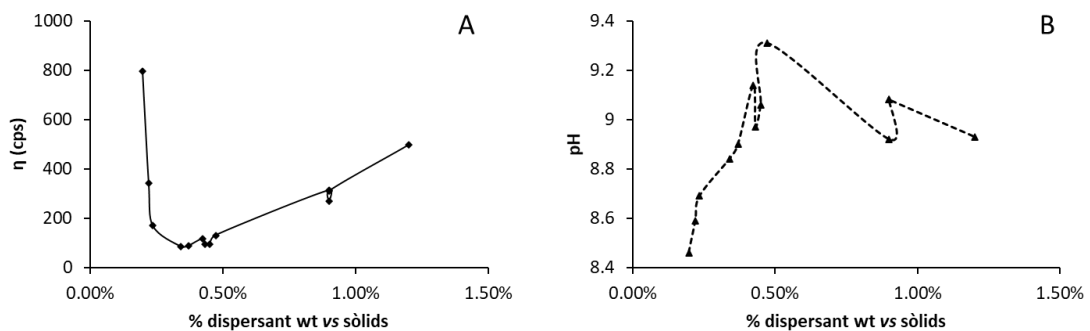 A
1000
800
600
400
200
0
η (cps)
0.00% 0.50% 1.00% 1.50%
% dispersant wt vs sòlids
B
9.4
9.2
9
8.8
8.6
8.4
pH
0.00% 0.50% 1.00% 1.50%
% dispersant wt vs sòlids